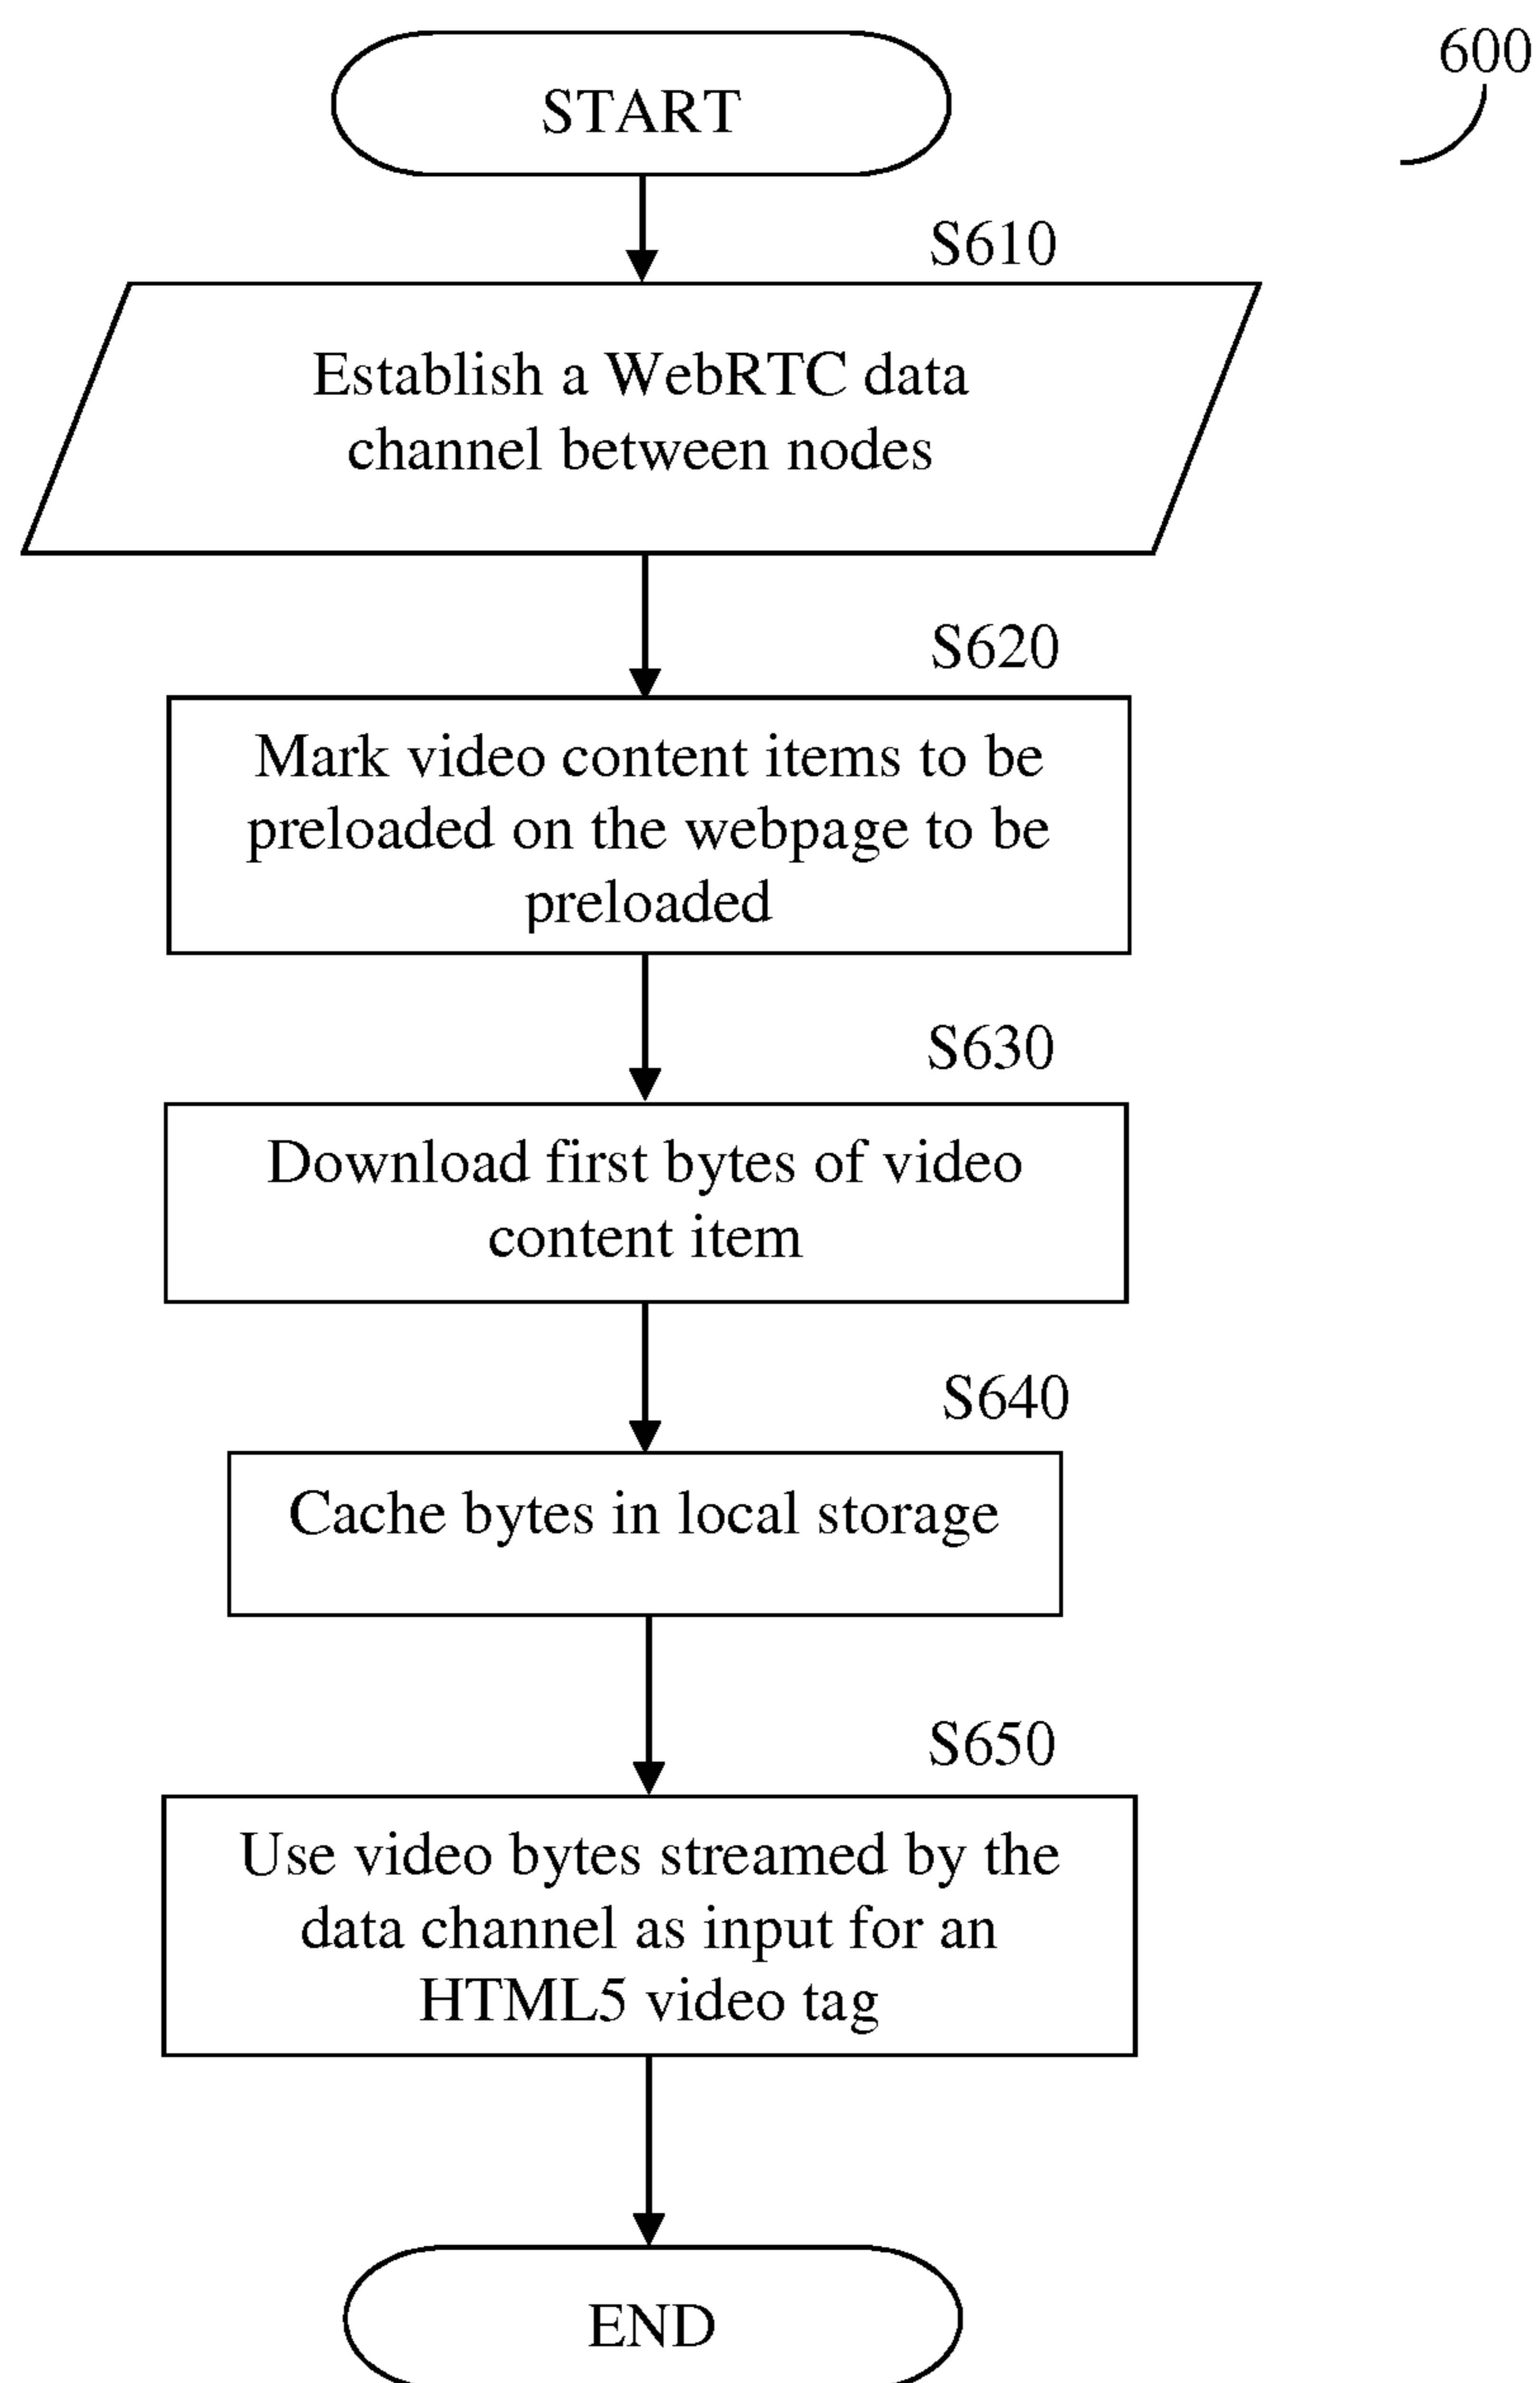 START
600
S610
Establish a WebRTC data
channel between nodes
S620
Mark video content items to be
preloaded on the webpage to be
preloaded
S630
Download first bytes of video
content item
S640
Cache bytes in local storage
S650
Use video bytes streamed by the
data channel as input for an
HTML5 video tag
END